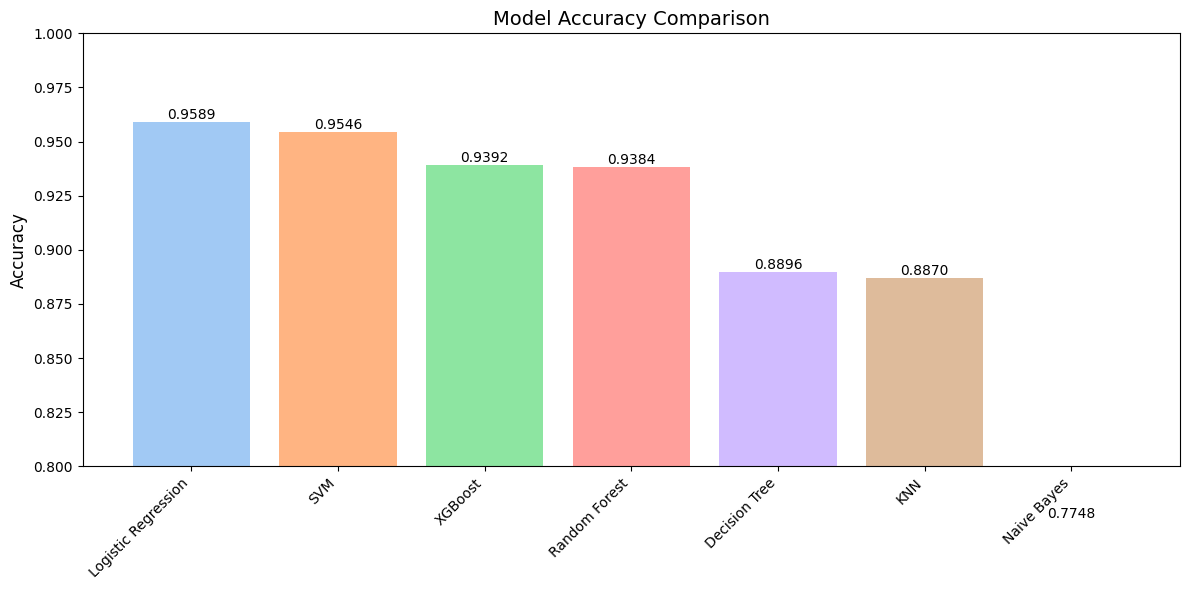 Model Accuracy Comparison
Accuracy
1.000
0.975
0.950
0.925
0.900
0.875
0.850
0.825
0.800
0.9589
0.9546
0.9392
0.9384
0.8896
0.8870
0.7748
Logistic Regression
SVM
XGBoost
Random Forest
Decision Tree
KNN
Naive Bayes